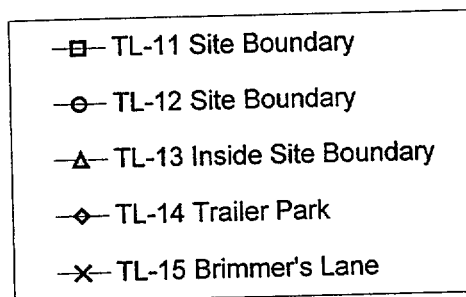 TL-11 Site Boundary
TL-12 Site Boundary
TL-13 Inside Site Boundary
TL-14 Trailer Park
TL-15 Brimmer's Lane